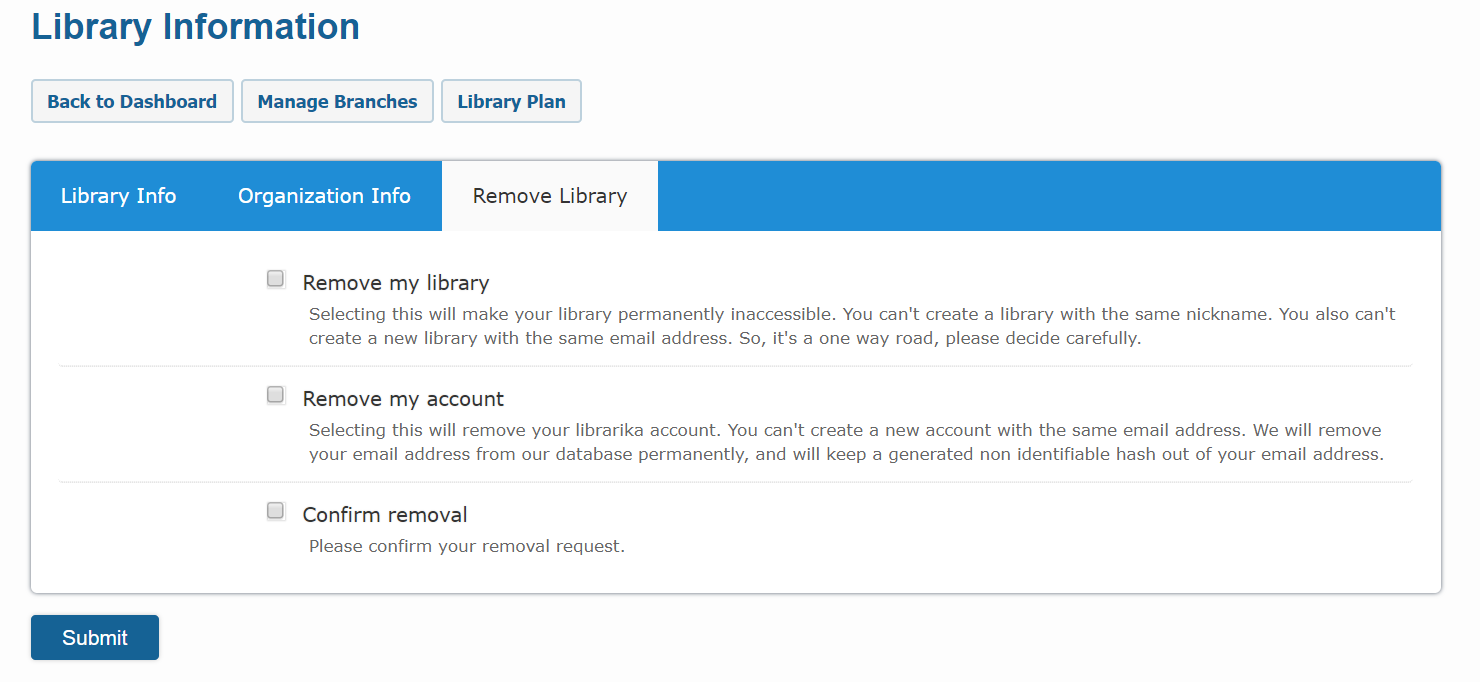 Library Information
Back to Dashboard Manage Branches Library Plan
Library Info Organization Info Remove Library
Remove my library
Selecting this will make your library permanently inaccessible. You can't create a library with the same nickname. You also can't
create a new library with the same email address. So, it's a one way road, please decide carefully.
Remove my account
Selecting this will remove your librarika account. You can't create a new account with the same email address. We will remove
your email address from our database permanently, and will keep a generated non identifiable hash out of your email address.
Confirm removal
Please confirm your removal request.
Submit